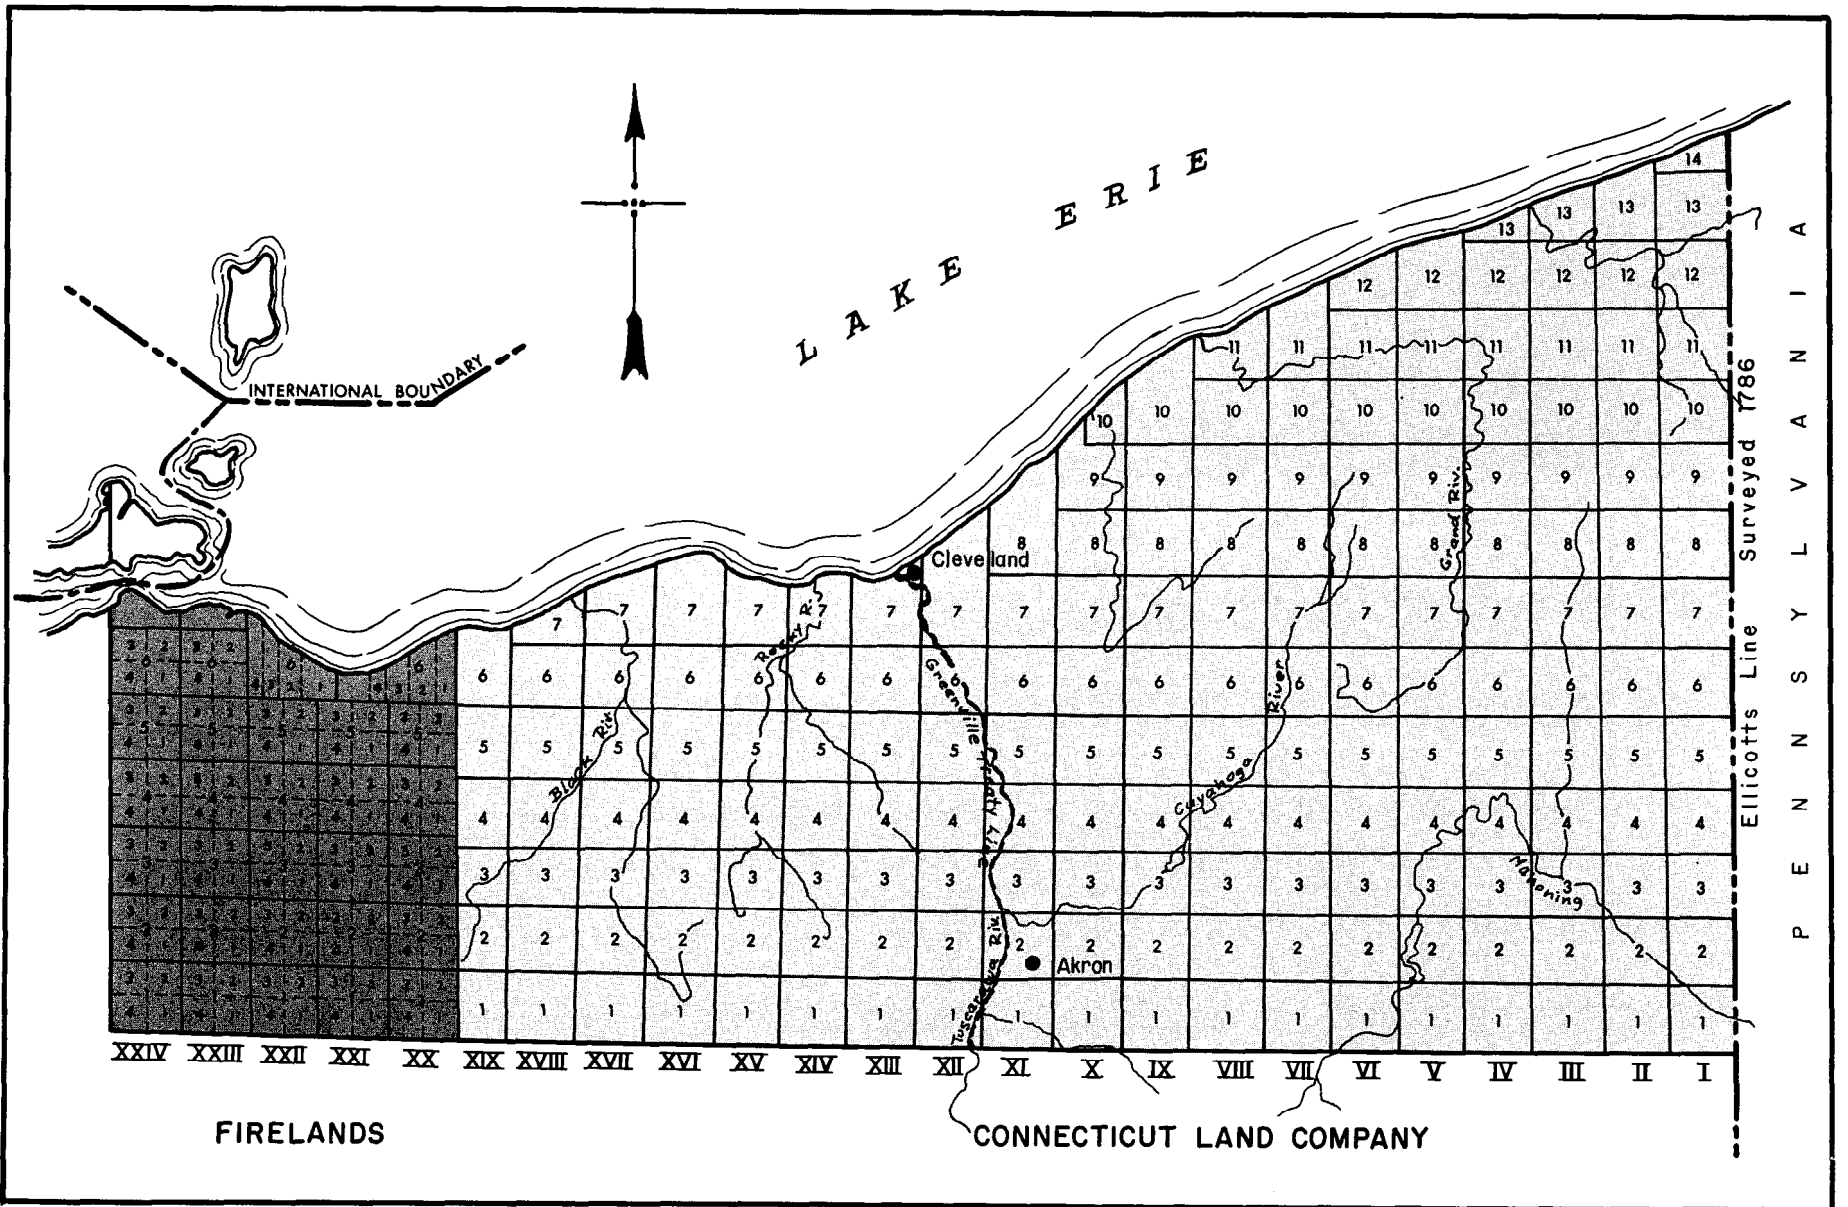 LAKE ERIE
INTERNATIONAL BOUNDARY
14
13 13 13 13
12 12 12 12 12 12
11 11 11 11 11 11 11 11
10 10 10 10 10 10 10 10 10 10
9 9 9 9 9 9 9 9 9 9
Grand Riv.
8 8 8 8 8 8 8 8 8 8 8
Cleveland
7 7 7 7 7 7 7 7 7 7 7 7 7 7 7 7 7 7
Rocky R.
6 6 6 6 6 6 6 6 6 6 6 6 6 6 6 6 6 6 6
Greenville Treaty Line
River
Black Riv.
5 5 5 5 5 5 5 5 5 5 5 5 5 5 5 5 5 5 5
Cuyahoga
4 4 4 4 4 4 4 4 4 4 4 4 4 4 4 4 4 4 4
Mahoning
3 3 3 3 3 3 3 3 3 3 3 3 3 3 3 3 3 3 3
2 2 2 2 2 2 2 2 2 2 2 2 2 2 2 2 2 2 2
Akron
Tuscarawa Riv.
1 1 1 1 1 1 1 1 1 1 1 1 1 1 1 1 1 1 1
Ellicotts Line Surveyed 1786
PENNSYLVANIA
XXIV XXIII XXII XXI XX XIX XVIII XVII XVI XV XIV XIII XII XI X IX VIII VII VI V IV III II I
FIRELANDS
CONNECTICUT LAND COMPANY